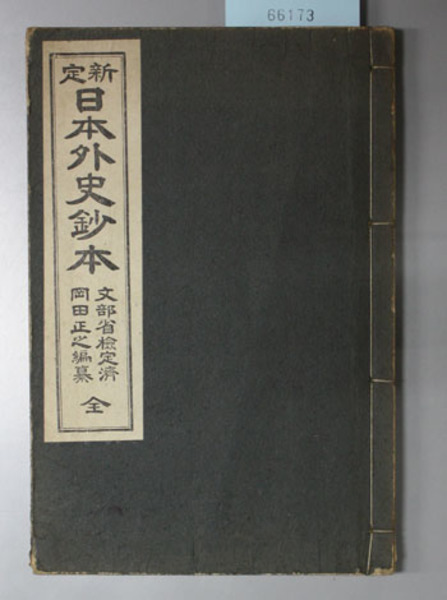 66173
新定
日本外史鈔本
文部省檢定濟
岡田正之編纂
全